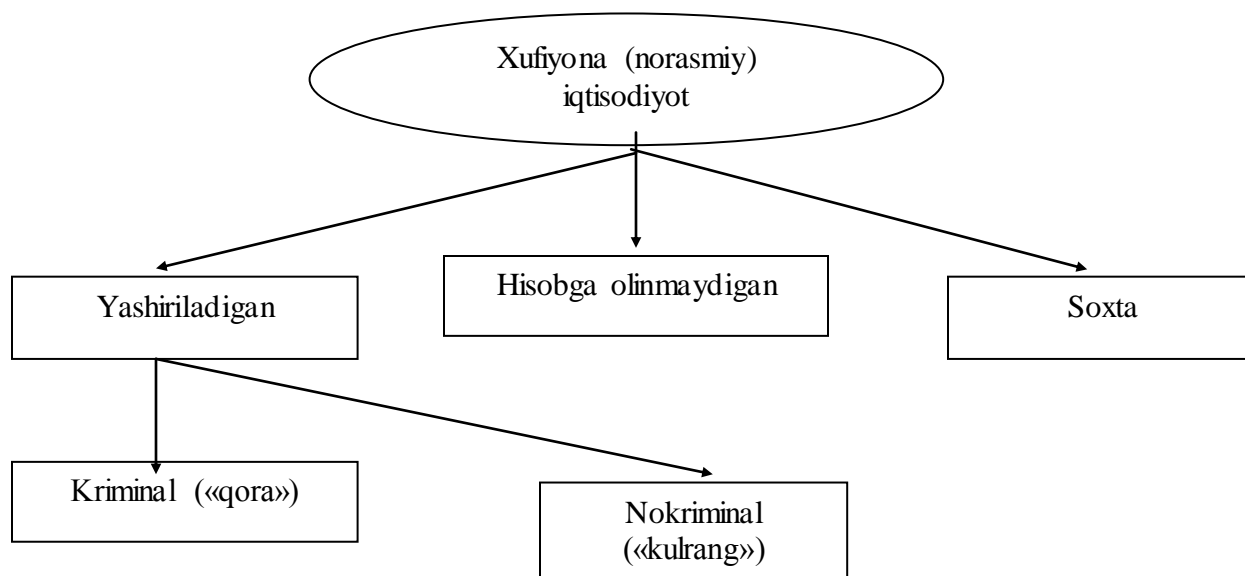 Xufiyona (norasmiy)
iqtisodiyot
Yashiriladigan
Hisobga olinmaydigan
Soxta
Kriminal («qora»)
Nokriminal
(«kulrang»)